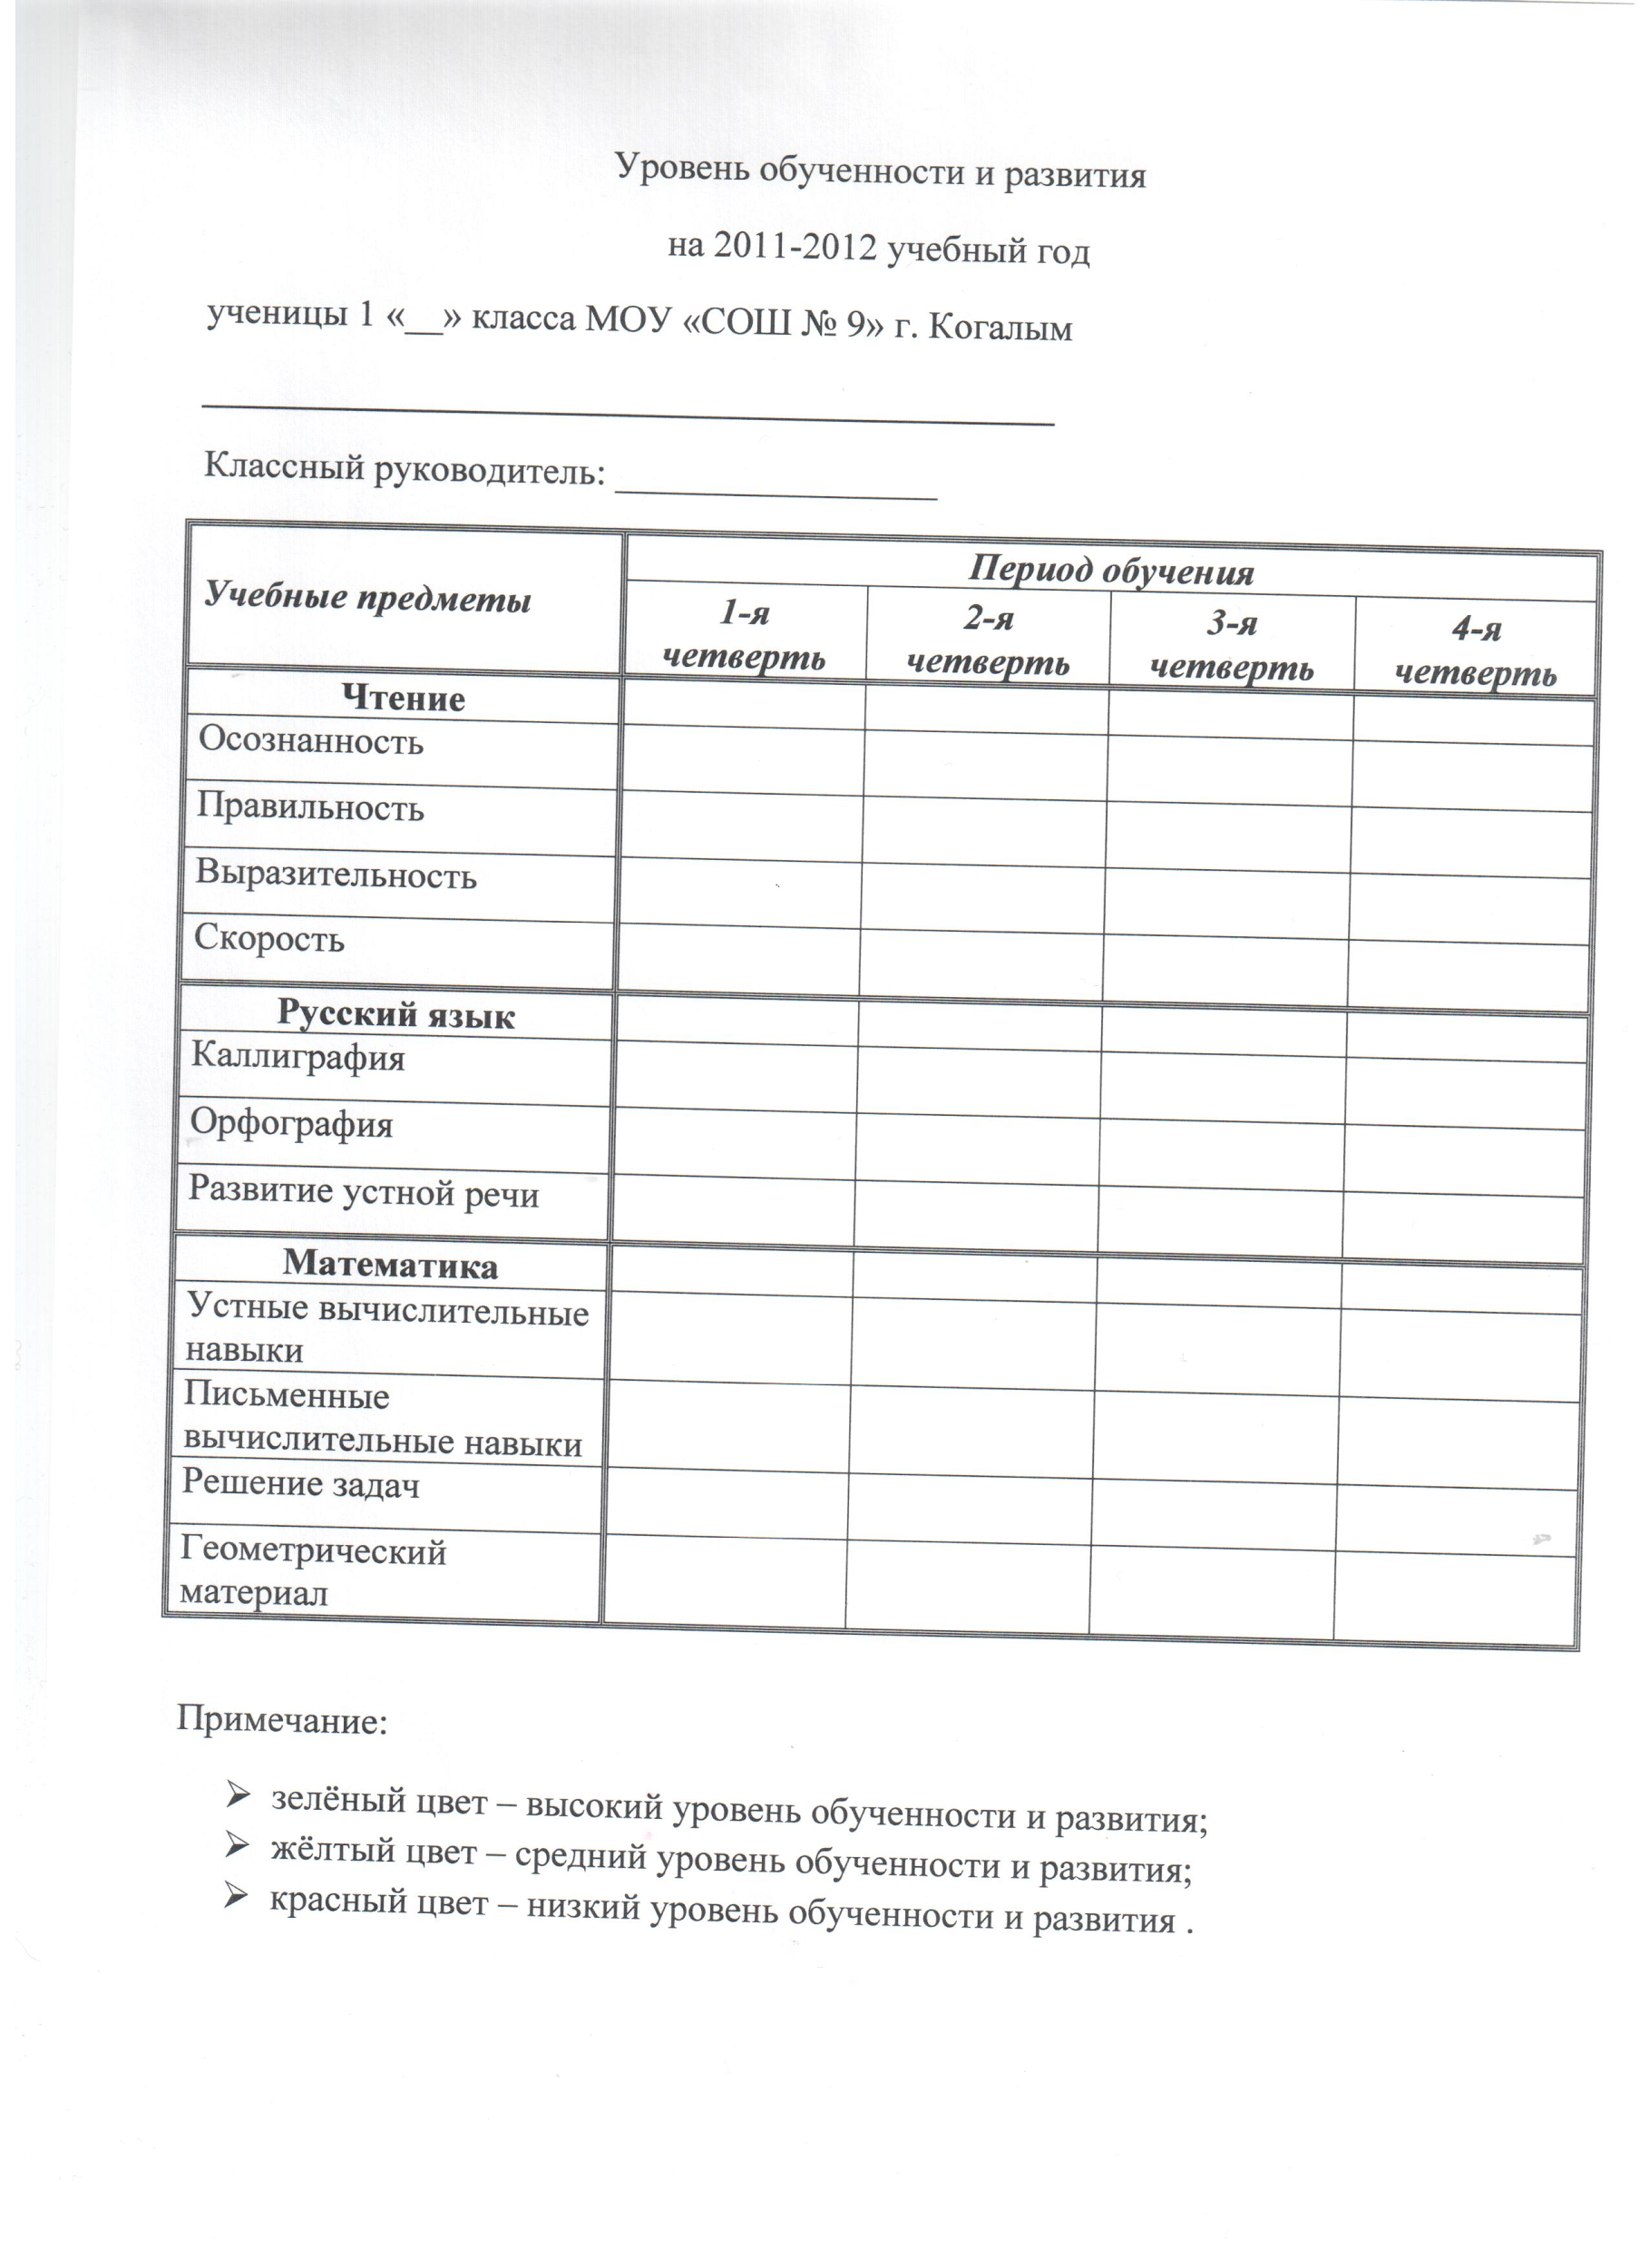 Уровень обученности и развития
на 2011-2012 учебный год
ученицы 1 «__» класса МОУ «СОШ № 9» г. Когалым
Классный руководитель: _________________
Учебные предметы
Период обучения
1-я четверть
2-я четверть
3-я четверть
4-я четверть
Чтение
Осознанность
Правильность
Выразительность
Скорость
Русский язык
Каллиграфия
Орфография
Развитие устной речи
Математика
Устные вычислительные
навыки
Письменные
вычислительные навыки
Решение задач
Геометрический
материал
Примечание:
➢ зелёный цвет – высокий уровень обученности и развития;
➢ жёлтый цвет – средний уровень обученности и развития;
➢ красный цвет – низкий уровень обученности и развития .